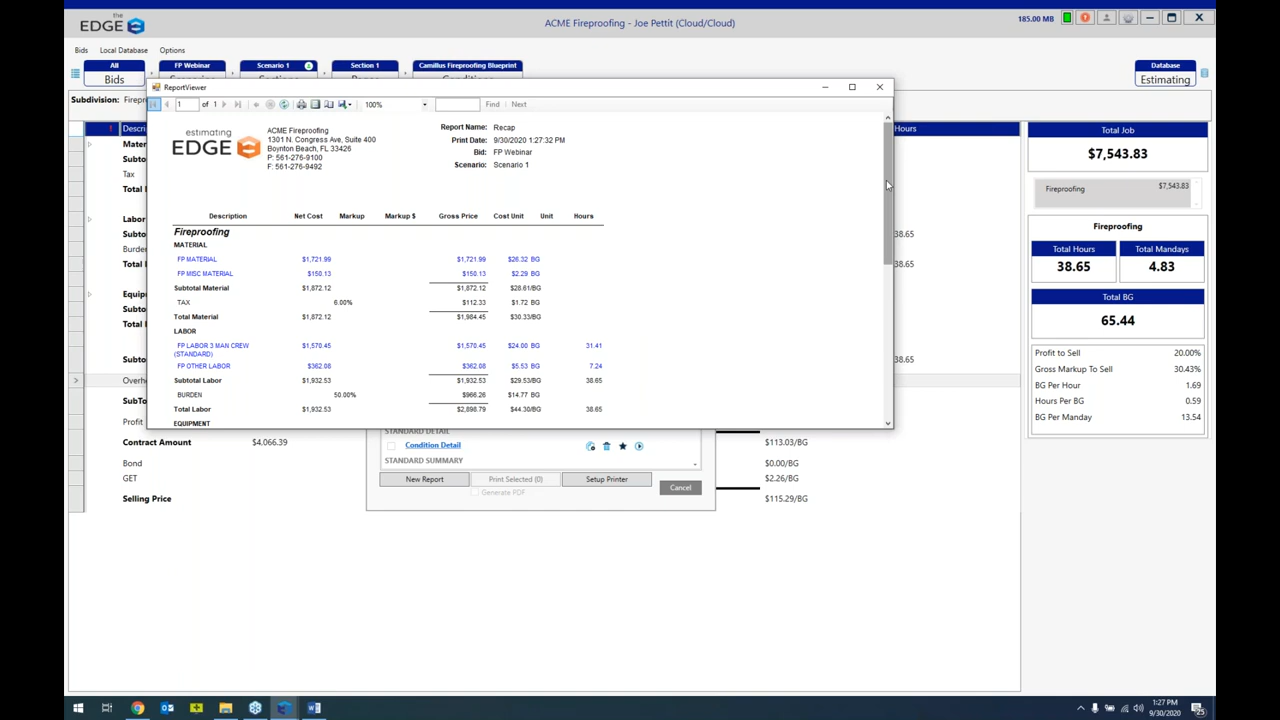 the
EDGE
ACME Fireproofing - Joe Pettit (Cloud/Cloud)
185.00 MB
Bids Local Database Options
All
Bids
FP Webinar
Scenario 1
Section 1
Camillus Fireproofing Blueprint
Database
Estimating
Subdivision:
ReportViewer
1 of 1
100%
Find Next
estimating
EDGE
ACME Fireproofing
1301 N. Congress Ave, Suite 400
Boynton Beach, FL 33426
P: 561-276-9100
F: 561-276-9492
Report Name: Recap
Print Date: 9/30/2020 1:27:32 PM
Bid: FP Webinar
Scenario: Scenario 1
Description Net Cost Markup Markup $ Gross Price Cost Unit Unit Hours
Fireproofing
MATERIAL
FP MATERIAL $1,721.99 $1,721.99 $26.32 BG
FP MISC MATERIAL $150.13 $150.13 $2.29 BG
Subtotal Material $1,872.12 $1,872.12 $28.61/BG
TAX 6.00% $112.33 $1.72 BG
Total Material $1,872.12 $1,984.45 $30.33/BG
LABOR
FP LABOR 3 MAN CREW $1,570.45 $1,570.45 $24.00 BG 31.41
(STANDARD)
FP OTHER LABOR $362.08 $362.08 $5.53 BG 7.24
Subtotal Labor $1,932.53 $1,932.53 $29.53/BG 38.65
BURDEN 50.00% $966.26 $14.77 BG
Total Labor $1,932.53 $2,898.79 $44.30/BG 38.65
EQUIPMENT
Tax
Hours
38.65
38.65
38.65
Profit
Contract Amount $4,066.39 $113.03/BG
Bond $0.00/BG
GET $2.26/BG
Selling Price $115.29/BG
STANDARD DETAIL
Condition Detail
STANDARD SUMMARY
New Report Print Selected (0) Setup Printer
Generate PDF
Cancel
Total Job
$7,543.83
Fireproofing $7,543.83
Fireproofing
Total Hours
38.65
Total Mandays
4.83
Total BG
65.44
Profit to Sell 20.00%
Gross Markup To Sell 30.43%
BG Per Hour 1.69
Hours Per BG 0.59
BG Per Manday 13.54
1:27 PM
9/30/2020
25